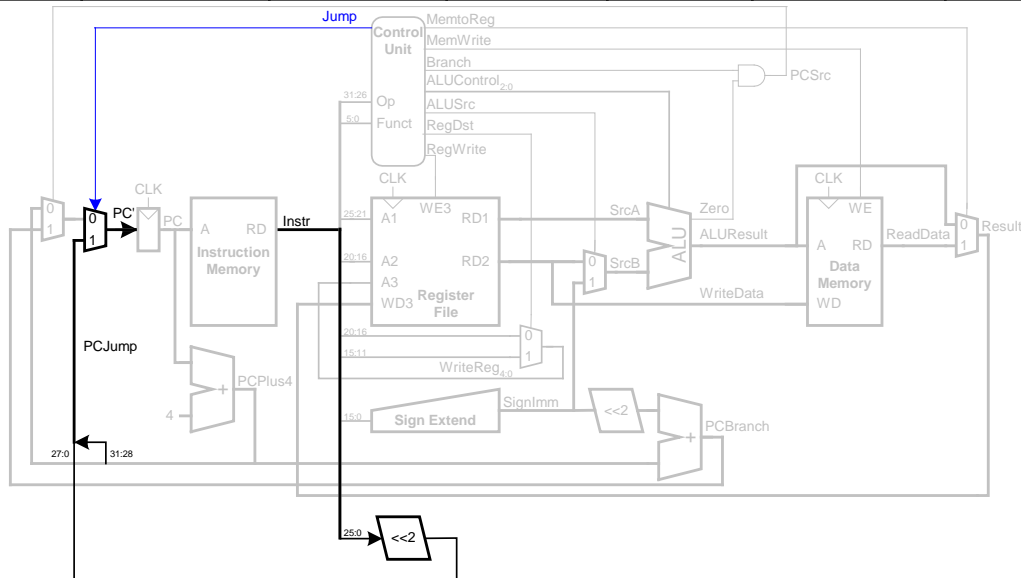 Jump
MemtoReg
Control
Unit
MemWrite
Branch
PCSrc
ALUControl2:0
31:26
Op
ALUSrc
5:0
Funct
RegDst
RegWrite
CLK
CLK
CLK
0
1
PC'
PC
A
RD
Instr
Instruction
Memory
25:21
A1
WE3
RD1
SrcA
Zero
WE
0
1
Result
ALU
ALUResult
A
RD
ReadData
Data
Memory
20:16
A2
RD2
0
1
SrcB
A3
WD3
Register
File
WriteData
WD
20:16
0
PCJump
15:11
1
WriteReg4:0
PCPlus4
+
4
SignImm
15:0
Sign Extend
<<2
PCBranch
+
27:0
31:28
25:0
<<2